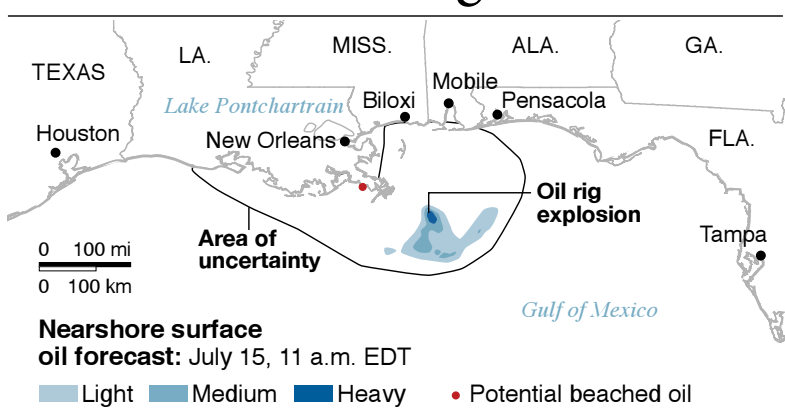 MISS.
ALA.
GA.
LA.
TEXAS
Mobile
Lake Pontchartrain
Biloxi
Pensacola
Houston
New Orleans
FLA.
Oil rig
explosion
Area of
uncertainty
Tampa
0 100 mi
0 100 km
Gulf of Mexico
Nearshore surface
oil forecast: July 15, 11 a.m. EDT
Light Medium Heavy Potential beached oil